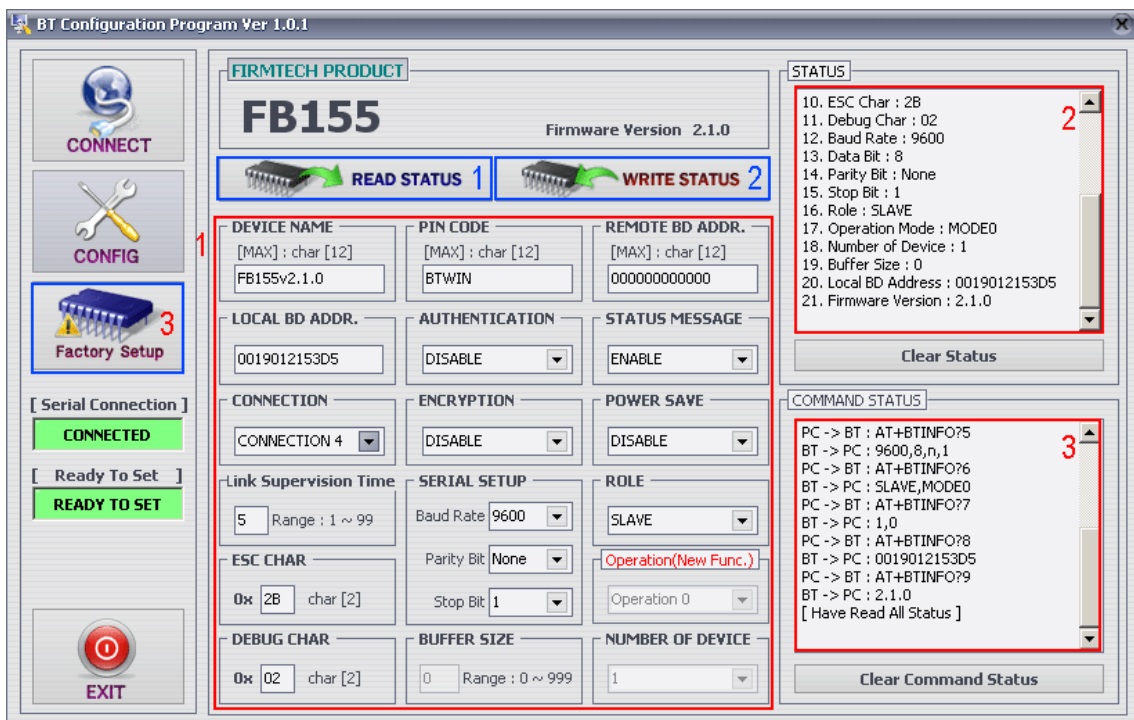 BT Configuration Program Ver 1.0.1
CONNECT
CONFIG
1
3
Factory Setup
[ Serial Connection ]
CONNECTED
[ Ready To Set ]
READY TO SET
EXIT
FIRMTECH PRODUCT
FB155
Firmware Version 2.1.0
READ STATUS 1
WRITE STATUS 2
DEVICE NAME
[MAX] : char [12]
FB155v2.1.0
PIN CODE
[MAX] : char [12]
BTWIN
REMOTE BD ADDR.
[MAX] : char [12]
000000000000
LOCAL BD ADDR.
0019012153D5
AUTHENTICATION
DISABLE
STATUS MESSAGE
ENABLE
CONNECTION
CONNECTION 4
ENCRYPTION
DISABLE
POWER SAVE
DISABLE
Link Supervision Time
5 Range : 1 ~ 99
SERIAL SETUP
Baud Rate 9600
Parity Bit None
Stop Bit 1
ROLE
SLAVE
ESC CHAR
0x 2B char [2]
Operation(New Func.)
Operation 0
DEBUG CHAR
0x 02 char [2]
BUFFER SIZE
0 Range : 0 ~ 999
NUMBER OF DEVICE
1
STATUS
2
10. ESC Char : 2B
11. Debug Char : 02
12. Baud Rate : 9600
13. Data Bit : 8
14. Parity Bit : None
15. Stop Bit : 1
16. Role : SLAVE
17. Operation Mode : MODE0
18. Number of Device : 1
19. Buffer Size : 0
20. Local BD Address : 0019012153D5
21. Firmware Version : 2.1.0
Clear Status
COMMAND STATUS
3
PC -> BT : AT+BTINFO?5
BT -> PC : 9600,8,n,1
PC -> BT : AT+BTINFO?6
BT -> PC : SLAVE,MODE0
PC -> BT : AT+BTINFO?7
BT -> PC : 1,0
PC -> BT : AT+BTINFO?8
BT -> PC : 0019012153D5
PC -> BT : AT+BTINFO?9
BT -> PC : 2.1.0
[ Have Read All Status ]
Clear Command Status